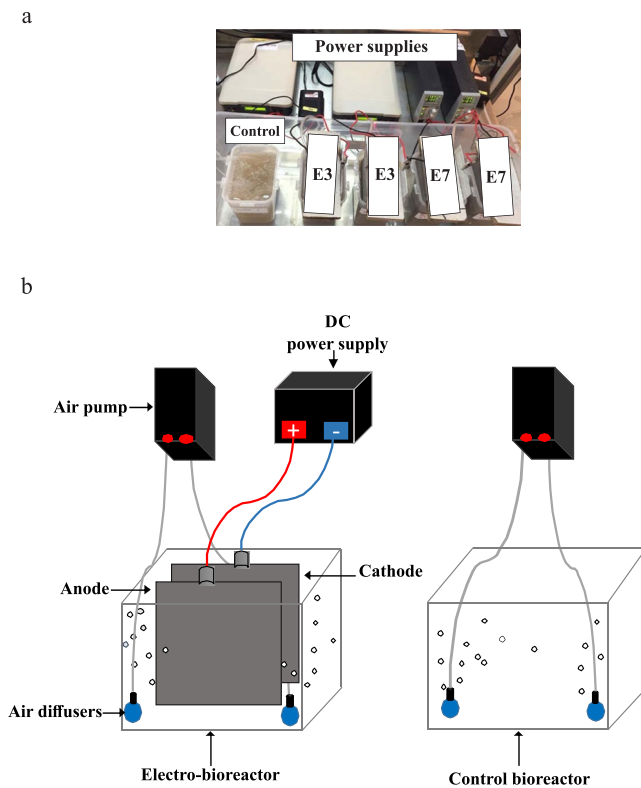 a
Power supplies
Control
E3
E3
E7
E7
b
DC
power supply
Air pump
+
-
Cathode
Anode
Air diffusers
Electro-bioreactor
Control bioreactor